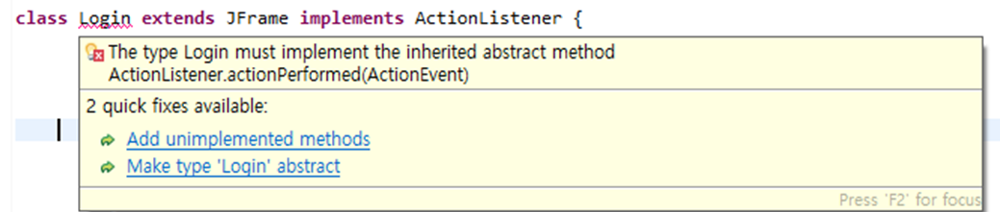 class Login extends JFrame implements ActionListener {
The type Login must implement the inherited abstract method
ActionListener.actionPerformed(ActionEvent)
2 quick fixes available:
Add unimplemented methods
Make type 'Login' abstract
Press 'F2' for focus